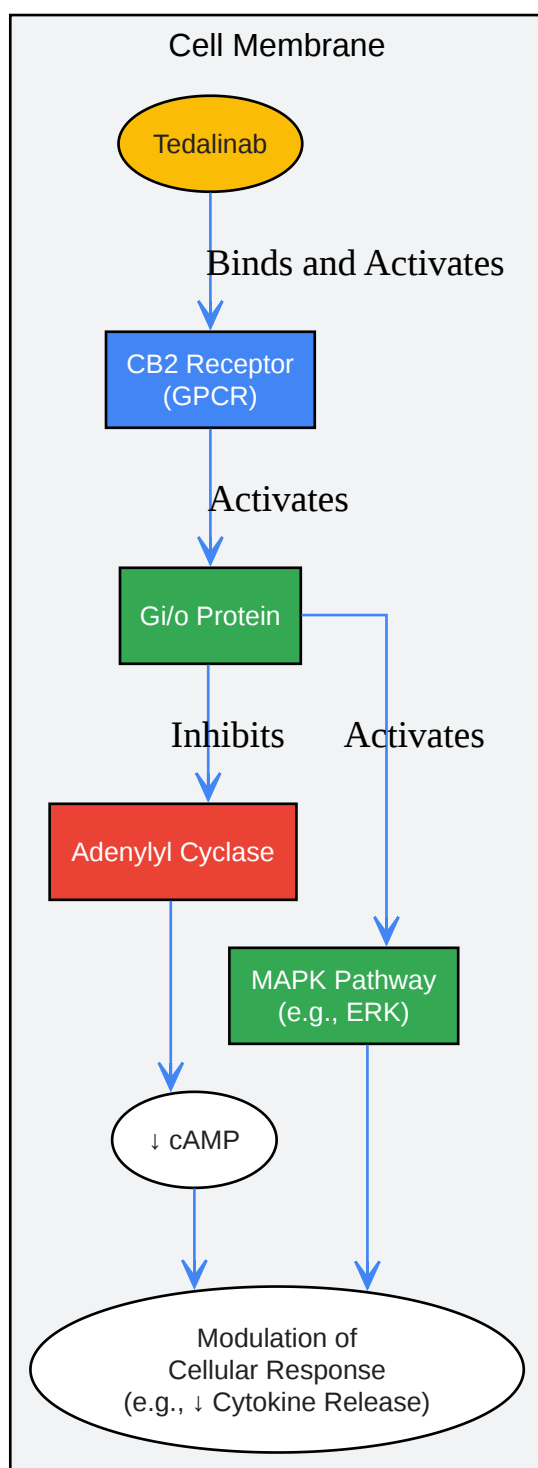 Cell Membrane
Tedalinab
Binds and Activates
CB2 Receptor
(GPCR)
Activates
Gi/o Protein
Inhibits
Activates
Adenylyl Cyclase
MAPK Pathway
(e.g., ERK)
↓ cAMP
Modulation of
Cellular Response
(e.g., ↓ Cytokine Release)